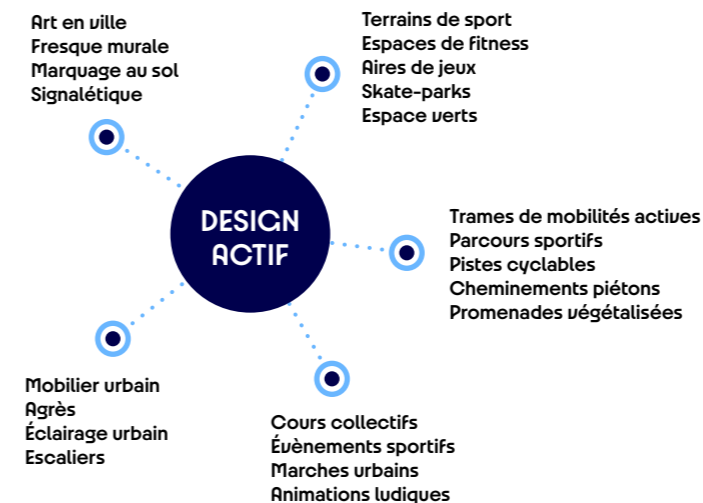 Art en ville
Fresque murale
Marquage au sol
Signalétique
Terrains de sport
Espaces de fitness
Aires de jeux
Skate-parks
Espace verts
DESIGN
ACTIF
Trames de mobilités actives
Parcours sportifs
Pistes cyclables
Cheminements piétons
Promenades végétalisées
Mobilier urbain
Agrès
Éclairage urbain
Escaliers
Cours collectifs
Évènements sportifs
Marches urbains
Animations ludiques